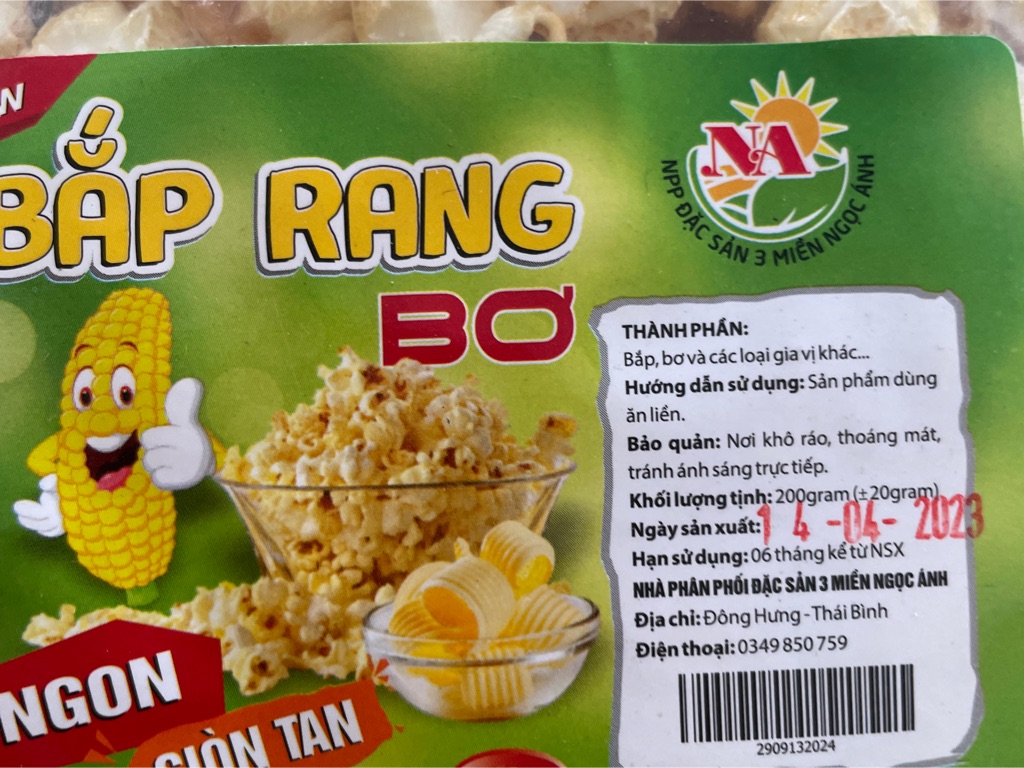 BẮP RANG
BƠ
NA
NPP ĐẶC SẢN 3 MIỀN NGỌC ÁNH
THÀNH PHẦN:
Bắp, bơ và các loại gia vị khác...
Hướng dẫn sử dụng: Sản phẩm dùng
ăn liền.
Bảo quản: Nơi khô ráo, thoáng mát,
tránh ánh sáng trực tiếp.
Khối lượng tịnh: 200gram (±20gram)
Ngày sản xuất: 14-04-2023
Hạn sử dụng: 06 tháng kể từ NSX
NHÀ PHÂN PHỐI ĐẶC SẢN 3 MIỀN NGỌC ÁNH
Địa chỉ: Đông Hưng - Thái Bình
Điện thoại: 0349 850 759
2909132024
NGON
GIÒN TAN